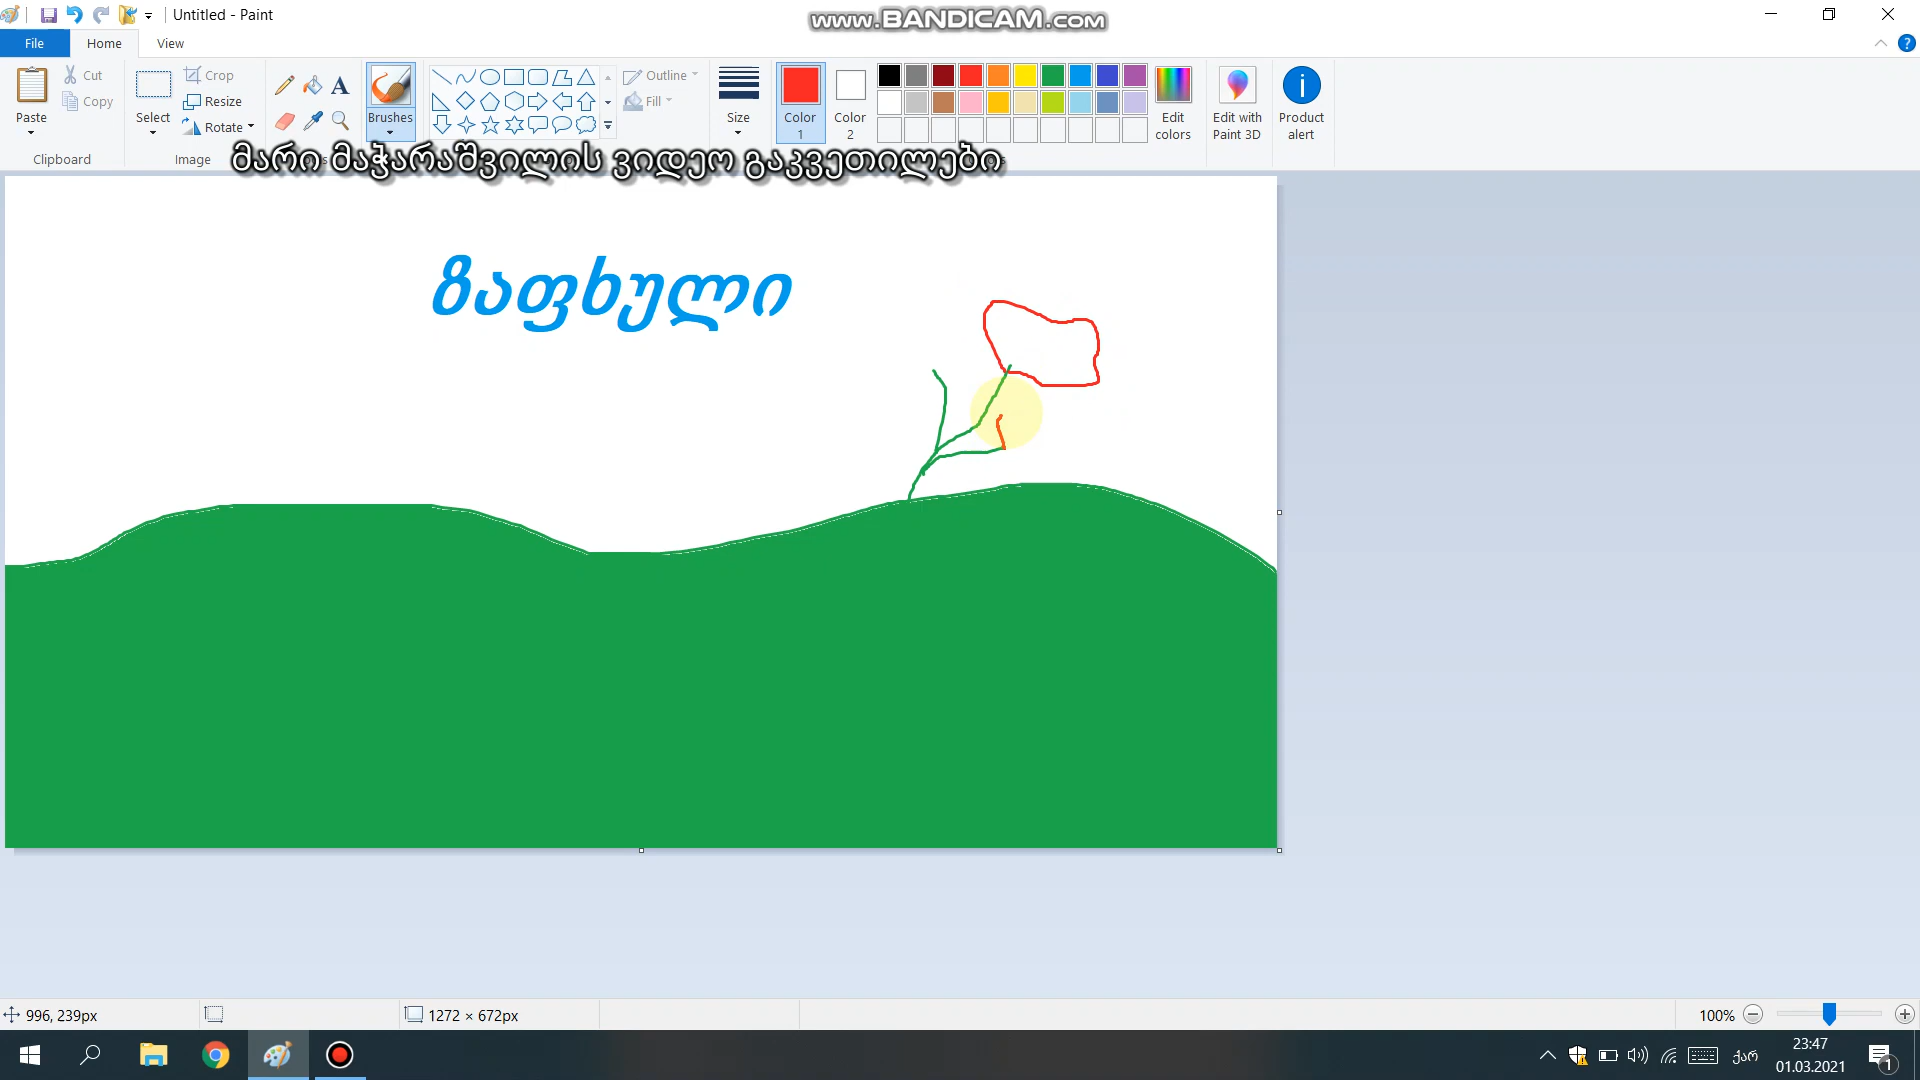 Untitled - Paint
www.BANDICAM.com
File
Home
View
Paste
Cut
Copy
Clipboard
Select
Crop
Resize
Rotate
Image
Brushes
Outline
Fill
Size
Color 1
Color 2
Edit colors
Edit with Paint 3D
Product alert
მარი მაჭარაშვილის ვიდეო გაკვეთილები
ზაფხული
996, 239px
1272 × 672px
100%
ქარ
23:47
01.03.2021
1